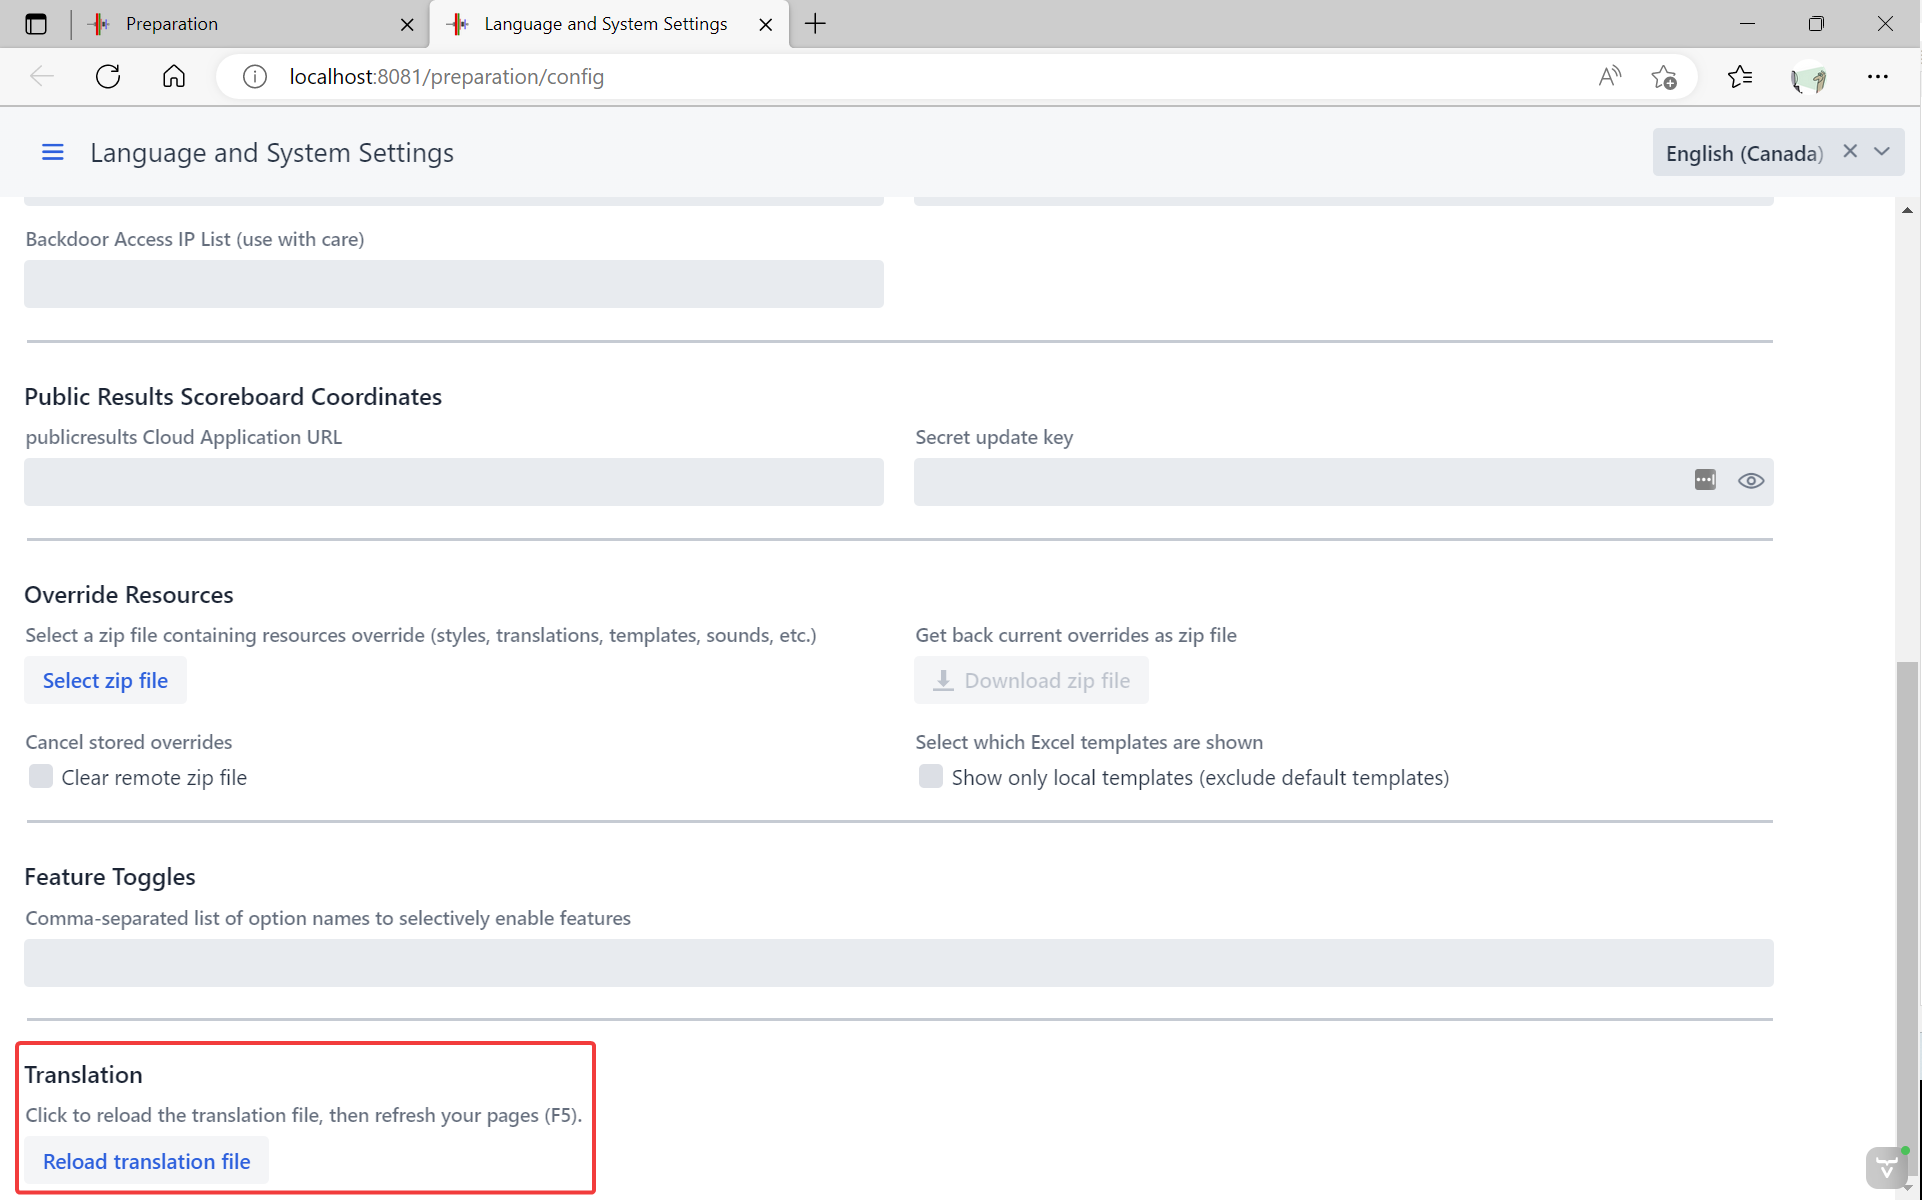 Preparation
Language and System Settings
localhost:8081/preparation/config
Language and System Settings
English (Canada)
Backdoor Access IP List (use with care)
Public Results Scoreboard Coordinates
publicresults Cloud Application URL
Secret update key
Override Resources
Select a zip file containing resources override (styles, translations, templates, sounds, etc.)
Get back current overrides as zip file
Select zip file
Download zip file
Cancel stored overrides
Select which Excel templates are shown
Clear remote zip file
Show only local templates (exclude default templates)
Feature Toggles
Comma-separated list of option names to selectively enable features
Translation
Click to reload the translation file, then refresh your pages (F5).
Reload translation file